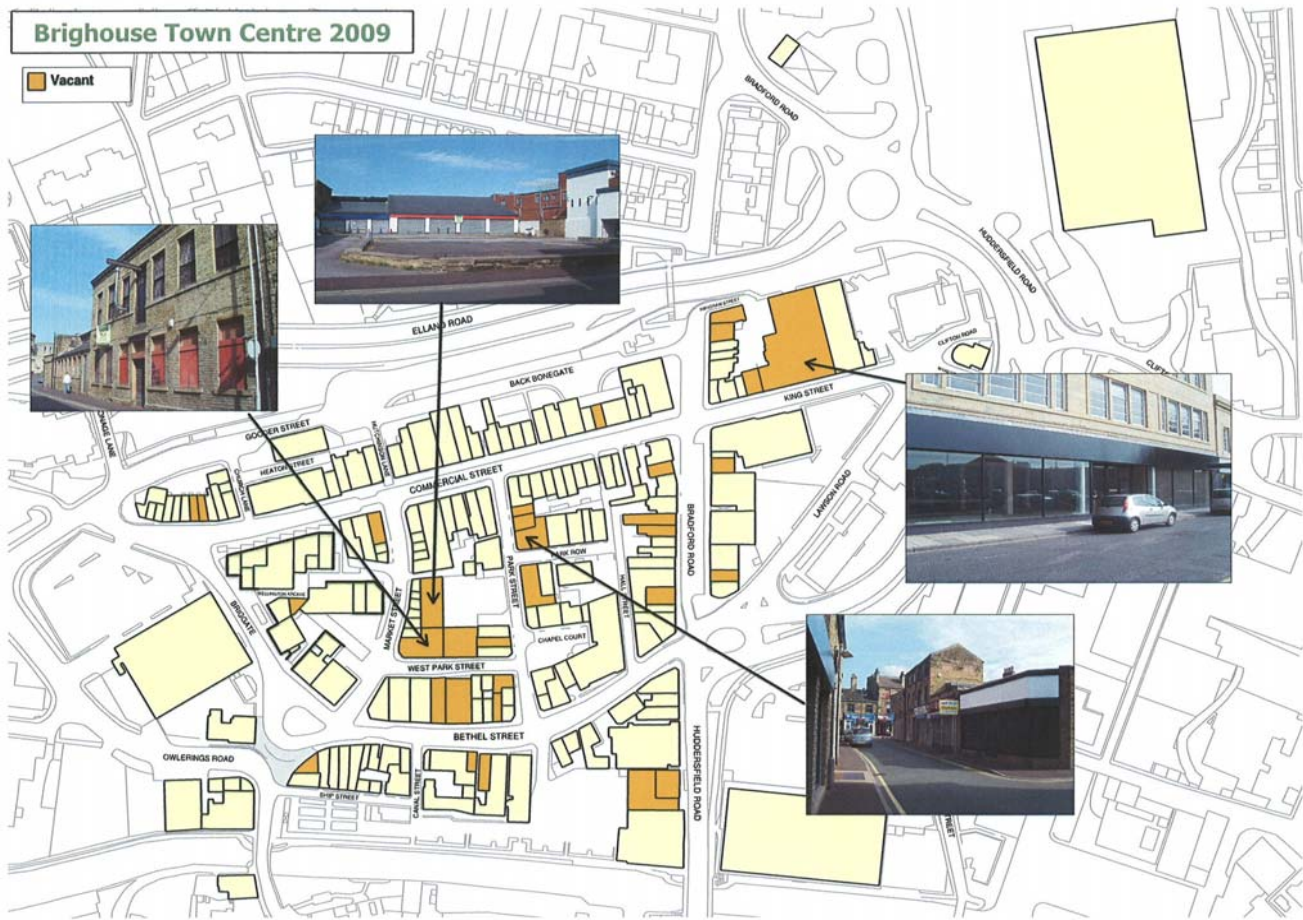 Brighouse Town Centre 2009
Vacant
BRADFORD ROAD
HUDDERSFIELD ROAD
ELLAND ROAD
CLIFTON ROAD
BACK BONEGATE
KING STREET
HUTCHINSON LANE
HEATON STREET
CHURCH LANE
COMMERCIAL STREET
LAWSON ROAD
BRADFORD ROAD
PARK ROW
PARK STREET
HALL STREET
MARKET STREET
BRIGGATE
CHAPEL COURT
WEST PARK STREET
BETHEL STREET
OWLERINGS ROAD
SHIP STREET
CANAL STREET
HUDDERSFIELD ROAD